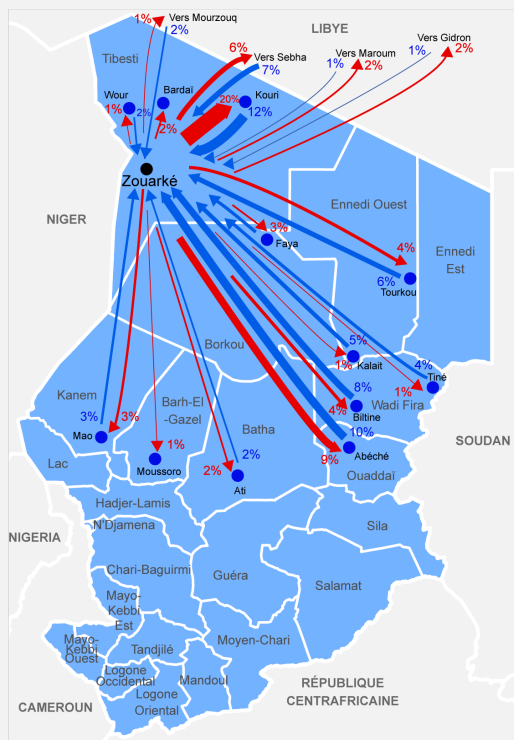 Vers Mourzouq
1%
2%
LIBYE
Vers Gidron
1%
2%
Vers Maroum
1%
2%
6%
Vers Sebha
7%
Tibesti
Wour
1%
2%
Bardaï
2%
Kouri
20%
12%
Zouarké
NIGER
Ennedi Ouest
Ennedi
Est
3%
Faya
4%
6%
Tourkou
Borkou
5%
1%
Kalait
4%
1%
Tiné
Kanem
Barh-El
-Gazel
8%
4%
Biltine
Wadi Fira
3%
3%
Mao
Batha
10%
9%
Abéché
SOUDAN
1%
Moussoro
2%
2%
Ati
Lac
Ouaddaï
Hadjer-Lamis
N'Djamena
NIGERIA
Sila
Chari-Baguirmi
Guéra
Salamat
Mayo-
Kebbi
Est
Mayo-
Kebbi
Ouest
Tandjilé
Moyen-Chari
Logone
Occidental
Mandoul
Logone
Oriental
CAMEROUN
RÉPUBLIQUE
CENTRAFRICAINE